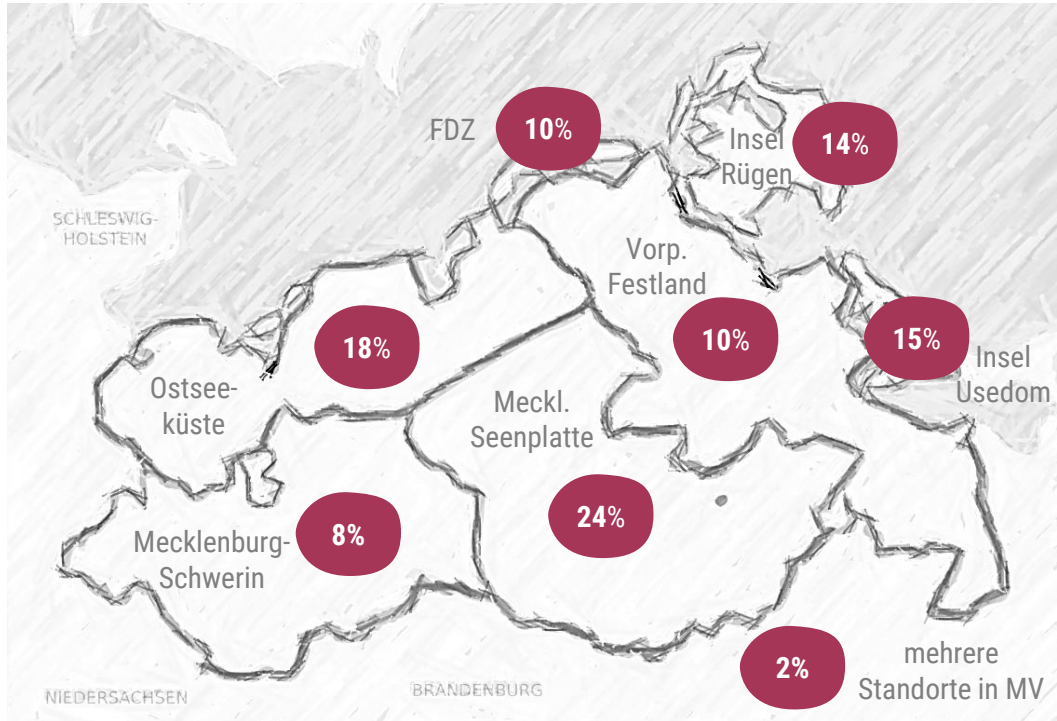 FDZ
10%
Insel
Rügen
14%
SCHLESWIG-
HOLSTEIN
Vorp.
Festland
10%
18%
15%
Insel
Usedom
Ostsee-
küste
Meckl.
Seenplatte
24%
Mecklenburg-
Schwerin
8%
2%
mehrere
Standorte in MV
NIEDERSACHSEN
BRANDENBURG